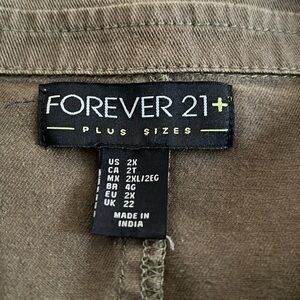 FOREVER 21+
PLUS SIZES
US 2X
CA 2T
MX 2XL/2EG
BR 4G
EU 2X
UK 22
MADE IN
INDIA